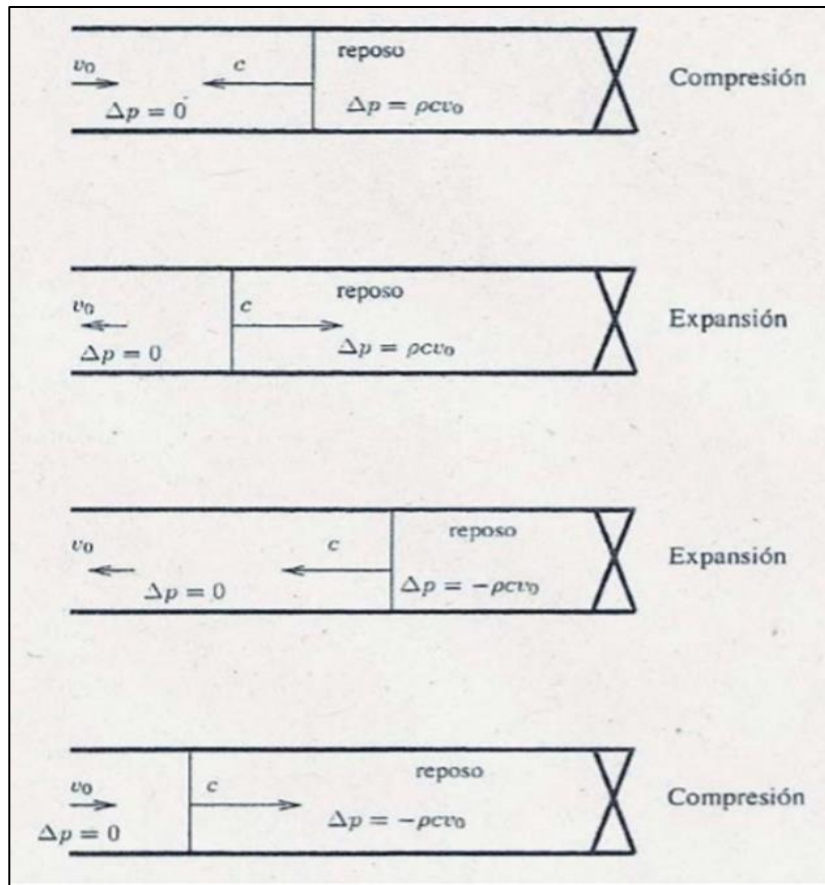 reposo
v₀
c
Compresión
Δp = 0
Δp = ρcv₀
reposo
v₀
c
Expansión
Δp = 0
Δp = ρcv₀
reposo
v₀
c
Expansión
Δp = 0
Δp = −ρcv₀
reposo
v₀
c
Compresión
Δp = 0
Δp = −ρcv₀